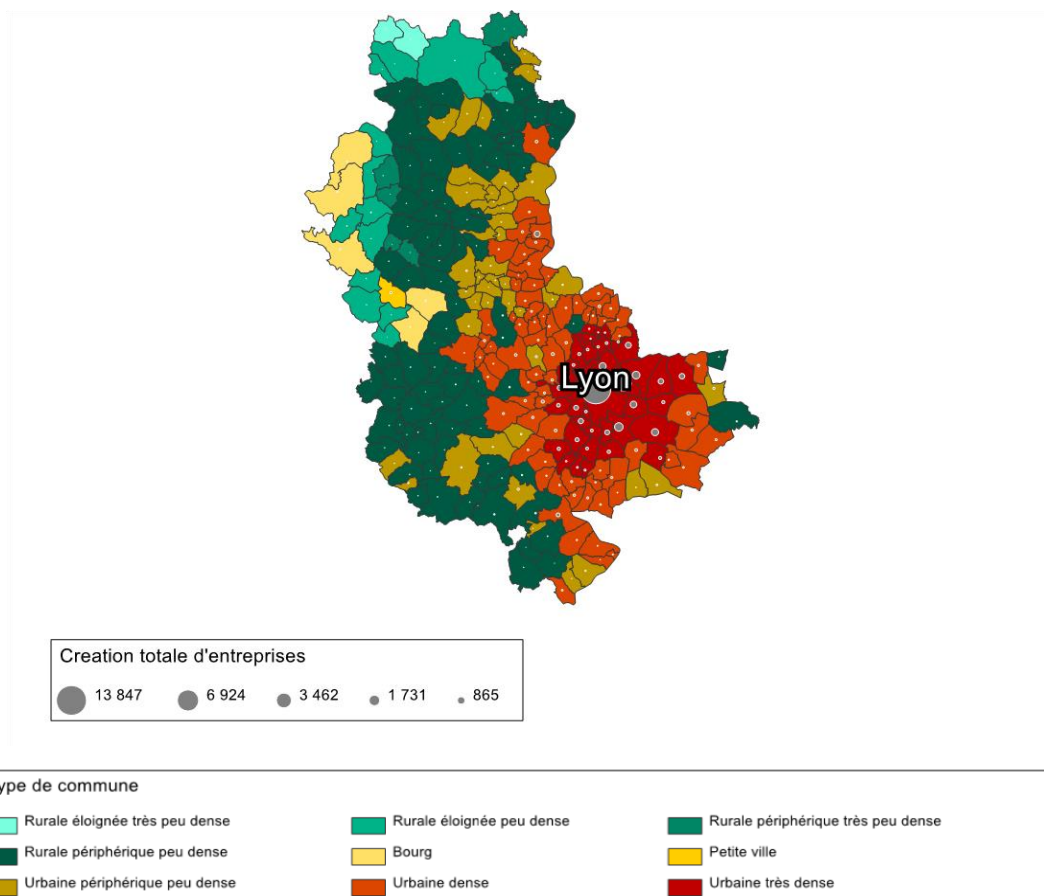 Lyon
Creation totale d'entreprises
13 847 6 924 3 462 1 731 865
ype de commune
Rurale éloignée très peu dense Rurale éloignée peu dense Rurale périphérique très peu dense
Rurale périphérique peu dense Bourg Petite ville
Urbaine périphérique peu dense Urbaine dense Urbaine très dense